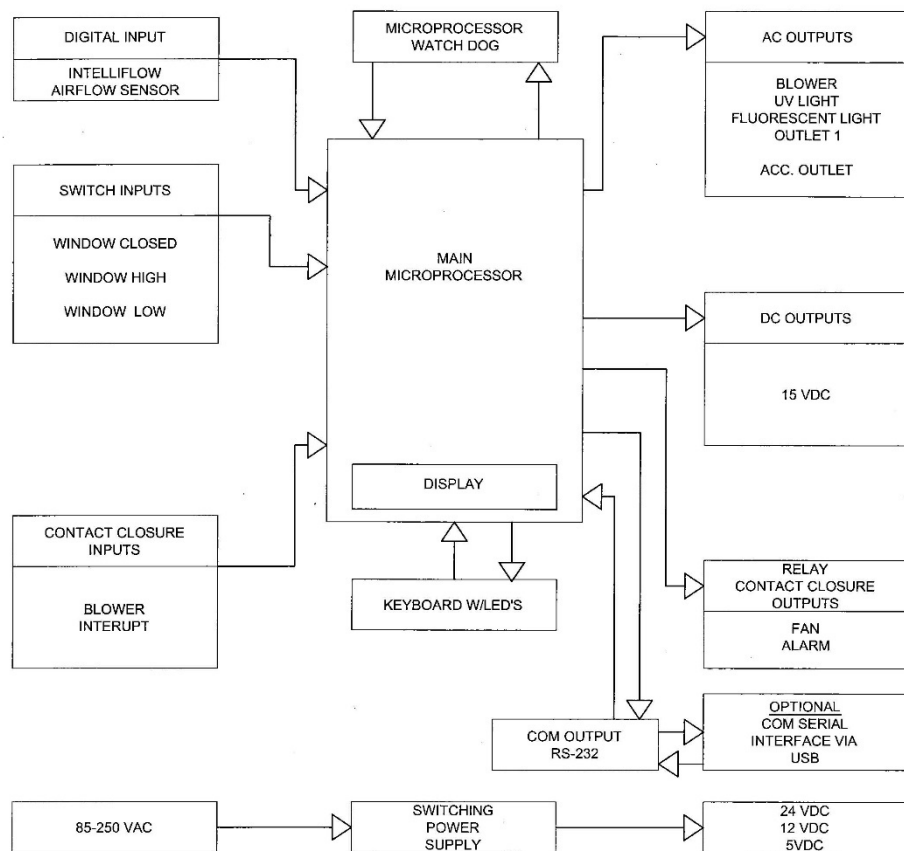 DIGITAL INPUT
INTELLIFLOW
AIRFLOW SENSOR
MICROPROCESSOR
WATCH DOG
AC OUTPUTS
BLOWER
UV LIGHT
FLUORESCENT LIGHT
OUTLET 1
ACC. OUTLET
SWITCH INPUTS
WINDOW CLOSED
WINDOW HIGH
WINDOW LOW
MAIN
MICROPROCESSOR
DC OUTPUTS
15 VDC
DISPLAY
CONTACT CLOSURE
INPUTS
BLOWER
INTERUPT
KEYBOARD W/LED'S
RELAY
CONTACT CLOSURE
OUTPUTS
FAN
ALARM
COM OUTPUT
RS-232
OPTIONAL
COM SERIAL
INTERFACE VIA
USB
85-250 VAC
SWITCHING
POWER
SUPPLY
24 VDC
12 VDC
5VDC